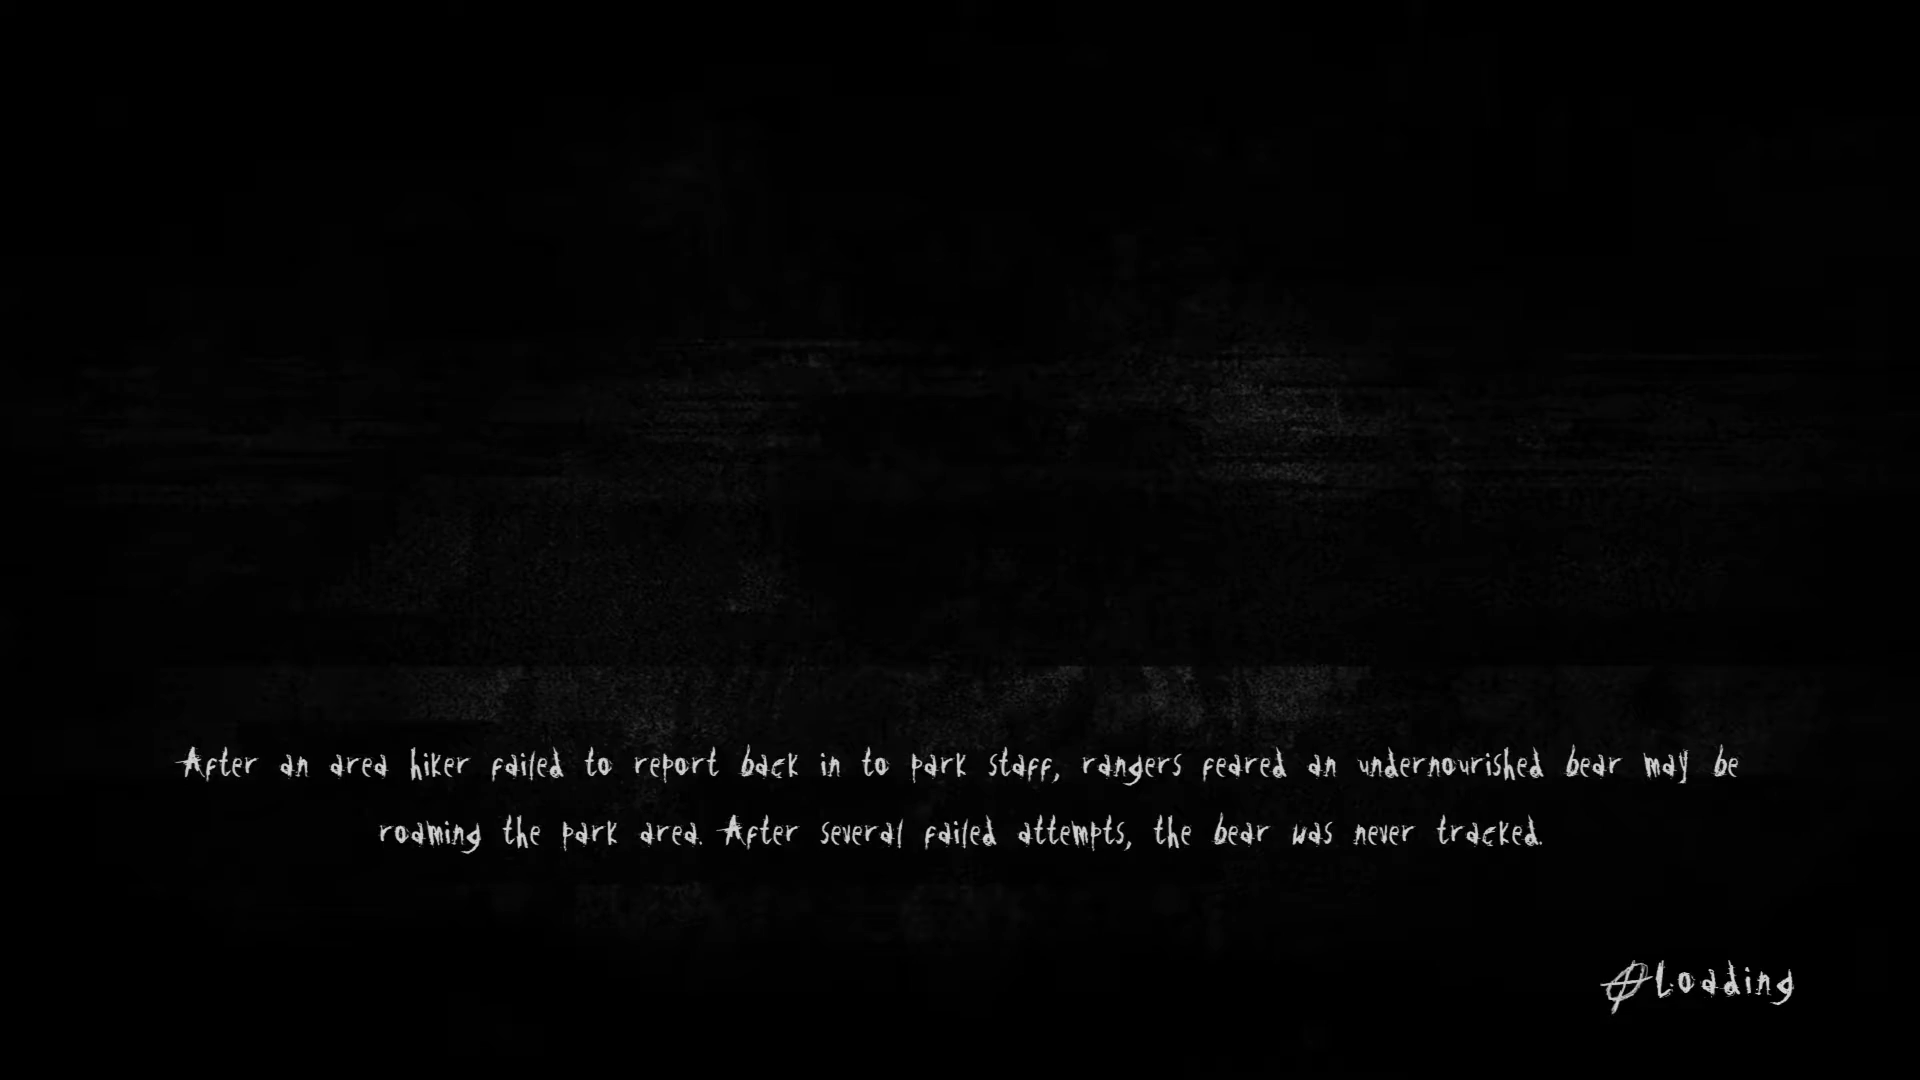 After an area hiker failed to report back in to park staff, rangers feared an undernourished bear may be
roaming the park area. After several failed attempts, the bear was never tracked.
Loading